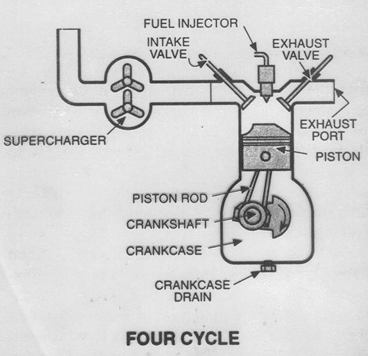 FUEL INJECTOR
INTAKE
VALVE
EXHAUST
VALVE
SUPERCHARGER
EXHAUST
PORT
PISTON
PISTON ROD
CRANKSHAFT
CRANKCASE
CRANKCASE
DRAIN
FOUR CYCLE